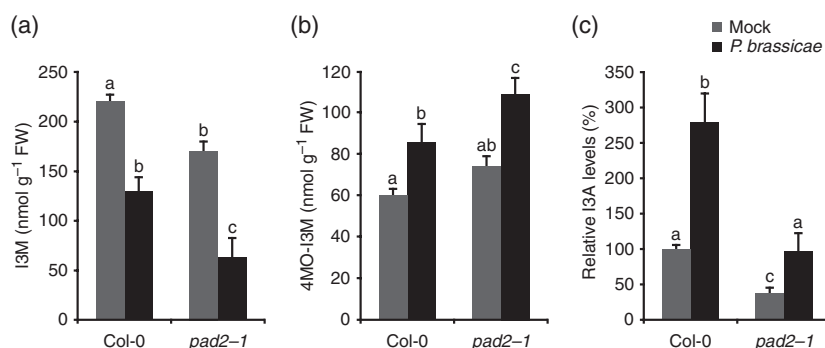 (a)
I3M (nmol g⁻¹ FW)
250
200
150
100
50
0
a
b
b
c
Col-0
pad2–1
(b)
4MO-I3M (nmol g⁻¹ FW)
120
100
80
60
40
20
0
a
b
ab
c
Col-0
pad2–1
(c)
Mock
P. brassicae
Relative I3A levels (%)
350
300
250
200
150
100
50
0
a
b
c
a
Col-0
pad2–1